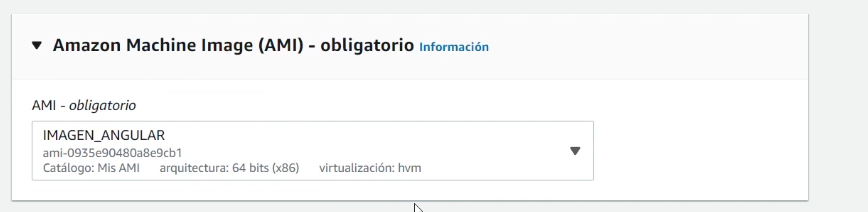 Amazon Machine Image (AMI) - obligatorio Información
AMI - obligatorio
IMAGEN_ANGULAR
ami-0935e90480a8e9cb1
Catálogo: Mis AMI arquitectura: 64 bits (x86) virtualización: hvm